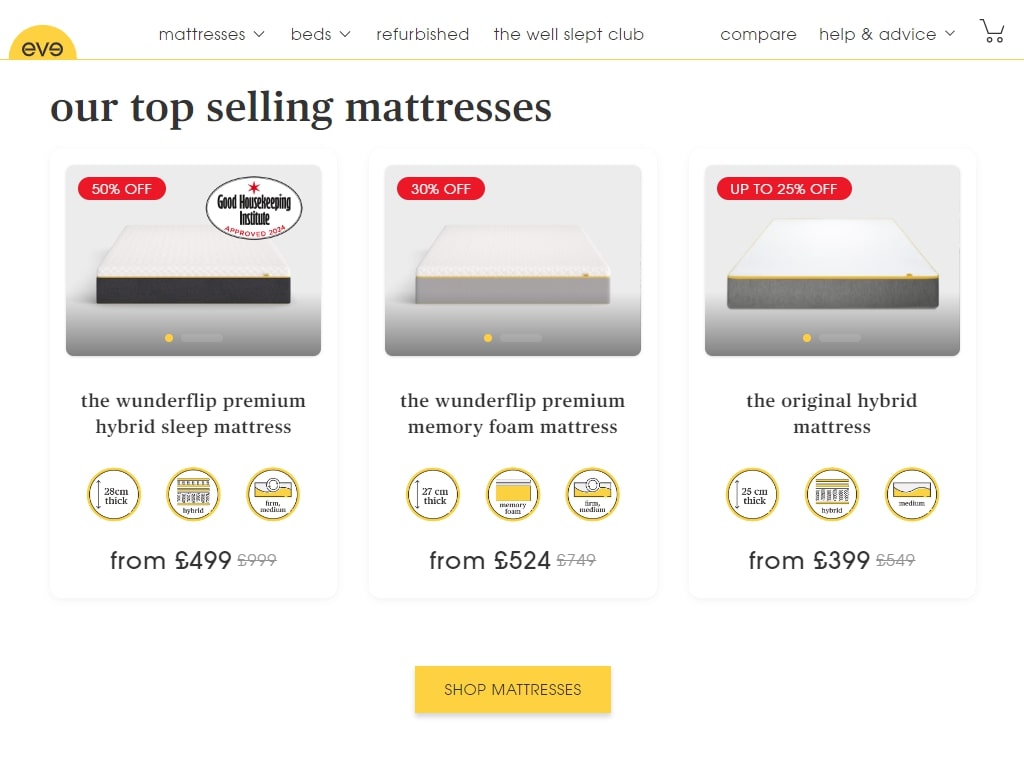 eve
mattresses
beds
refurbished
the well slept club
compare
help & advice
our top selling mattresses
50% OFF
Good Housekeeping
Institute
APPROVED 2024
30% OFF
UP TO 25% OFF
the wunderflip premium
hybrid sleep mattress
28cm
thick
hybrid
firm,
medium
from £499 £999
the wunderflip premium
memory foam mattress
27 cm
thick
memory
foam
firm,
medium
from £524 £749
the original hybrid
mattress
25 cm
thick
hybrid
medium
from £399 £549
SHOP MATTRESSES